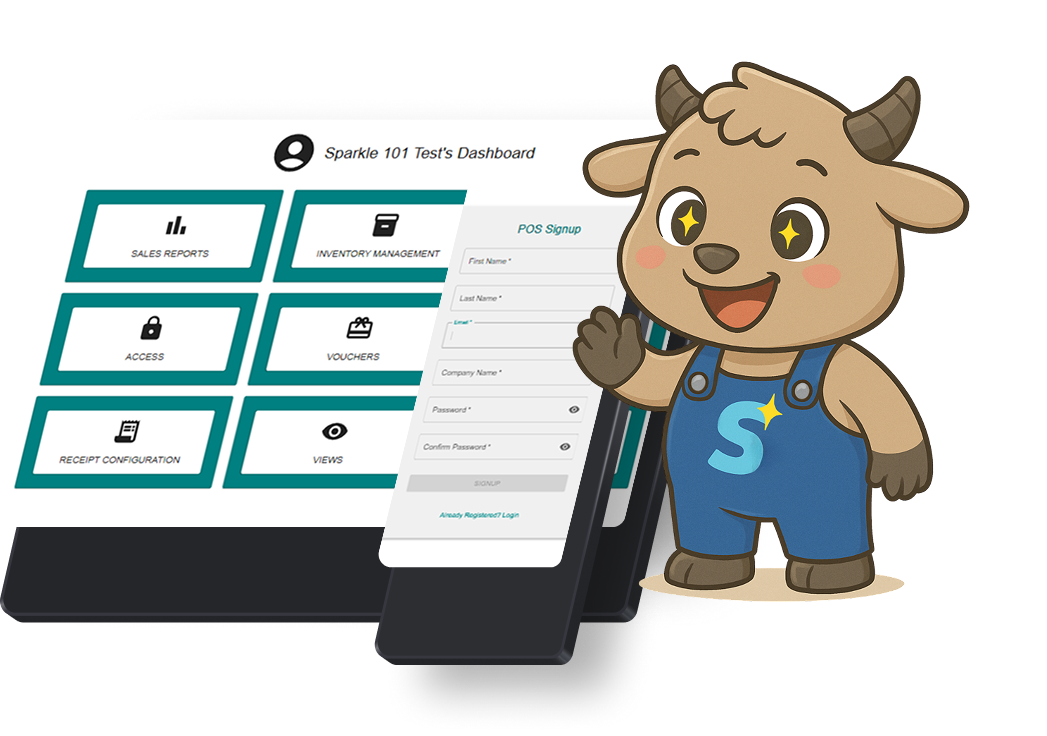 Sparkle 101 Test's Dashboard
SALES REPORTS
INVENTORY MANAGEMENT
ACCESS
VOUCHERS
RECEIPT CONFIGURATION
VIEWS
POS Signup
First Name *
Last Name *
Email *
Company Name *
Password *
Confirm Password *
SIGNUP
Already Registered? Login
S